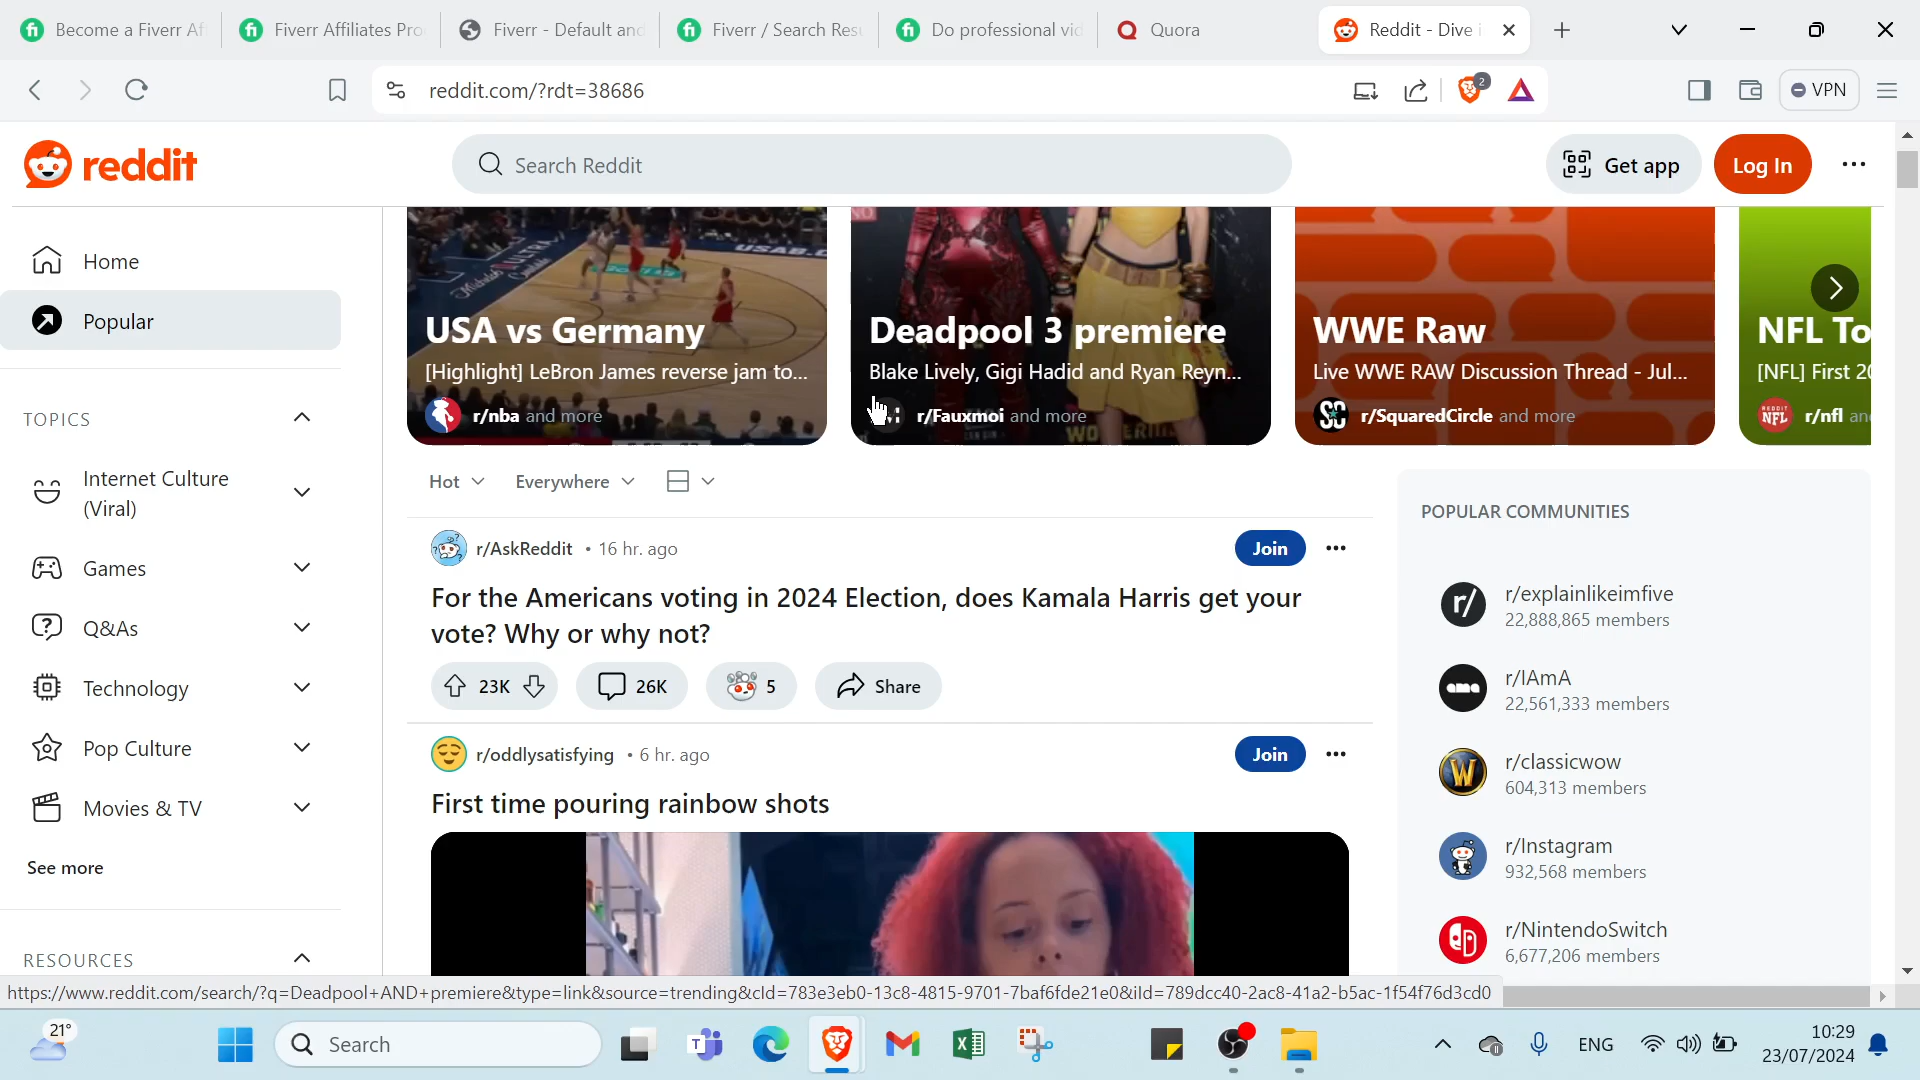 Become a Fiverr Af
Fiverr Affiliates Pro
Fiverr - Default and
Fiverr / Search Resu
Do professional vid
Quora
Reddit - Dive i
reddit.com/?rdt=38686
2
VPN
reddit
Search Reddit
Get app
Log In
Home
Popular
TOPICS
Internet Culture
(Viral)
Games
Q&As
Technology
Pop Culture
Movies & TV
See more
RESOURCES
USA vs Germany
[Highlight] LeBron James reverse jam to...
r/nba and more
Deadpool 3 premiere
Blake Lively, Gigi Hadid and Ryan Reyn...
r/Fauxmoi and more
WWE Raw
Live WWE RAW Discussion Thread - Jul...
r/SquaredCircle and more
NFL To
[NFL] First 20
r/nfl an
Hot
Everywhere
r/AskReddit • 16 hr. ago
Join
For the Americans voting in 2024 Election, does Kamala Harris get your
vote? Why or why not?
23K
26K
5
Share
r/oddlysatisfying • 6 hr. ago
Join
First time pouring rainbow shots
POPULAR COMMUNITIES
r/explainlikeimfive
22,888,865 members
r/IAmA
22,561,333 members
r/classicwow
604,313 members
r/Instagram
932,568 members
r/NintendoSwitch
6,677,206 members
https://www.reddit.com/search/?q=Deadpool+AND+premiere&type=link&source=trending&cId=783e3eb0-13c8-4815-9701-7baf6fde21e0&iId=789dcc40-2ac8-41a2-b5ac-1f54f76d3cd0
21°
Search
ENG
10:29
23/07/2024